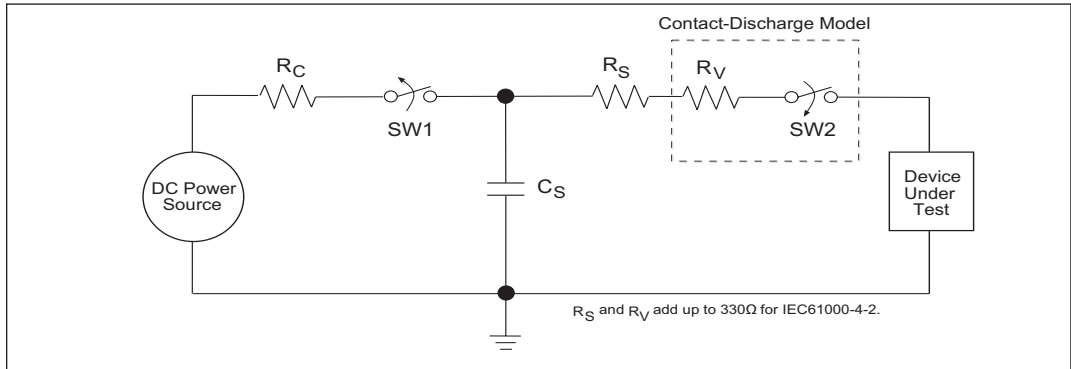 Contact-Discharge Model
RC
RS
RV
SW1
SW2
DC Power
Source
CS
Device
Under
Test
RS and RV add up to 330Ω for IEC61000-4-2.